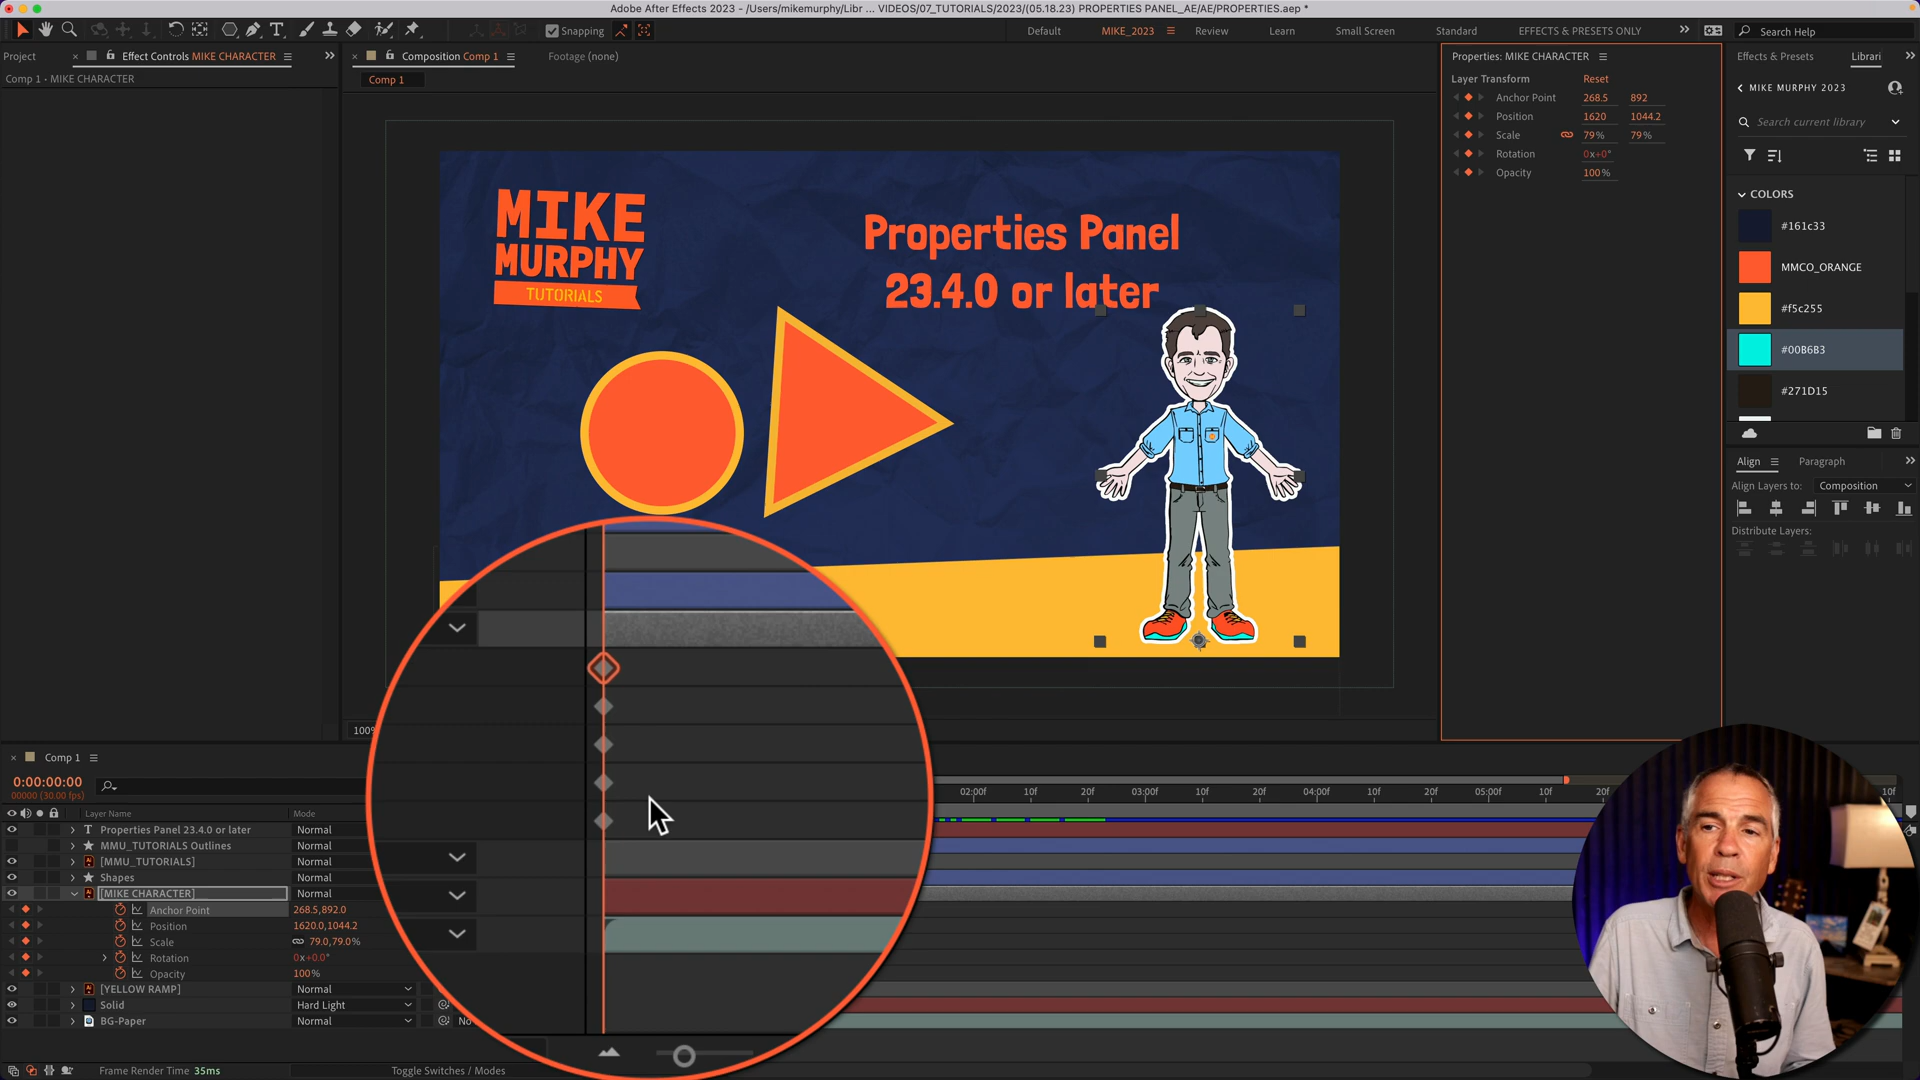 Adobe After Effects 2023 - /Users/mikemurphy/Libr ... VIDEOS/07_TUTORIALS/2023/(05.18.23) PROPERTIES PANEL_AE/AE/PROPERTIES.aep *
Snapping
Default
MIKE_2023
Review
Learn
Small Screen
Standard
EFFECTS & PRESETS ONLY
Search Help
Project
Effect Controls MIKE CHARACTER
Composition Comp 1
Footage (none)
Properties: MIKE CHARACTER
Effects & Presets
Librari
Comp 1 • MIKE CHARACTER
Comp 1
Layer Transform Reset
Anchor Point 268.5 892
Position 1620 1044.2
Scale 79 % 79 %
Rotation 0x+0°
Opacity 100 %
MIKE MURPHY 2023
Search current library
COLORS
#161c33
MMCO_ORANGE
#f5c255
#00B6B3
#271D15
Align
Paragraph
Align Layers to: Composition
Distribute Layers:
MIKE
MURPHY
TUTORIALS
Properties Panel
23.4.0 or later
100%
Comp 1
0:00:00:00
00000 (30.00 fps)
Layer Name Mode
02:00f 10f 20f 03:00f 10f 20f 04:00f 10f 20f 05:00f 10f 20f 10f
T Properties Panel 23.4.0 or later Normal
MMU_TUTORIALS Outlines Normal
[MMU_TUTORIALS] Normal
Shapes Normal
[MIKE CHARACTER] Normal
Anchor Point 268.5,892.0
Position 1620.0,1044.2
Scale 79.0,79.0%
Rotation 0x+0.0°
Opacity 100%
[YELLOW RAMP] Normal
Solid Hard Light
BG-Paper Normal No
Frame Render Time 35ms
Toggle Switches / Modes